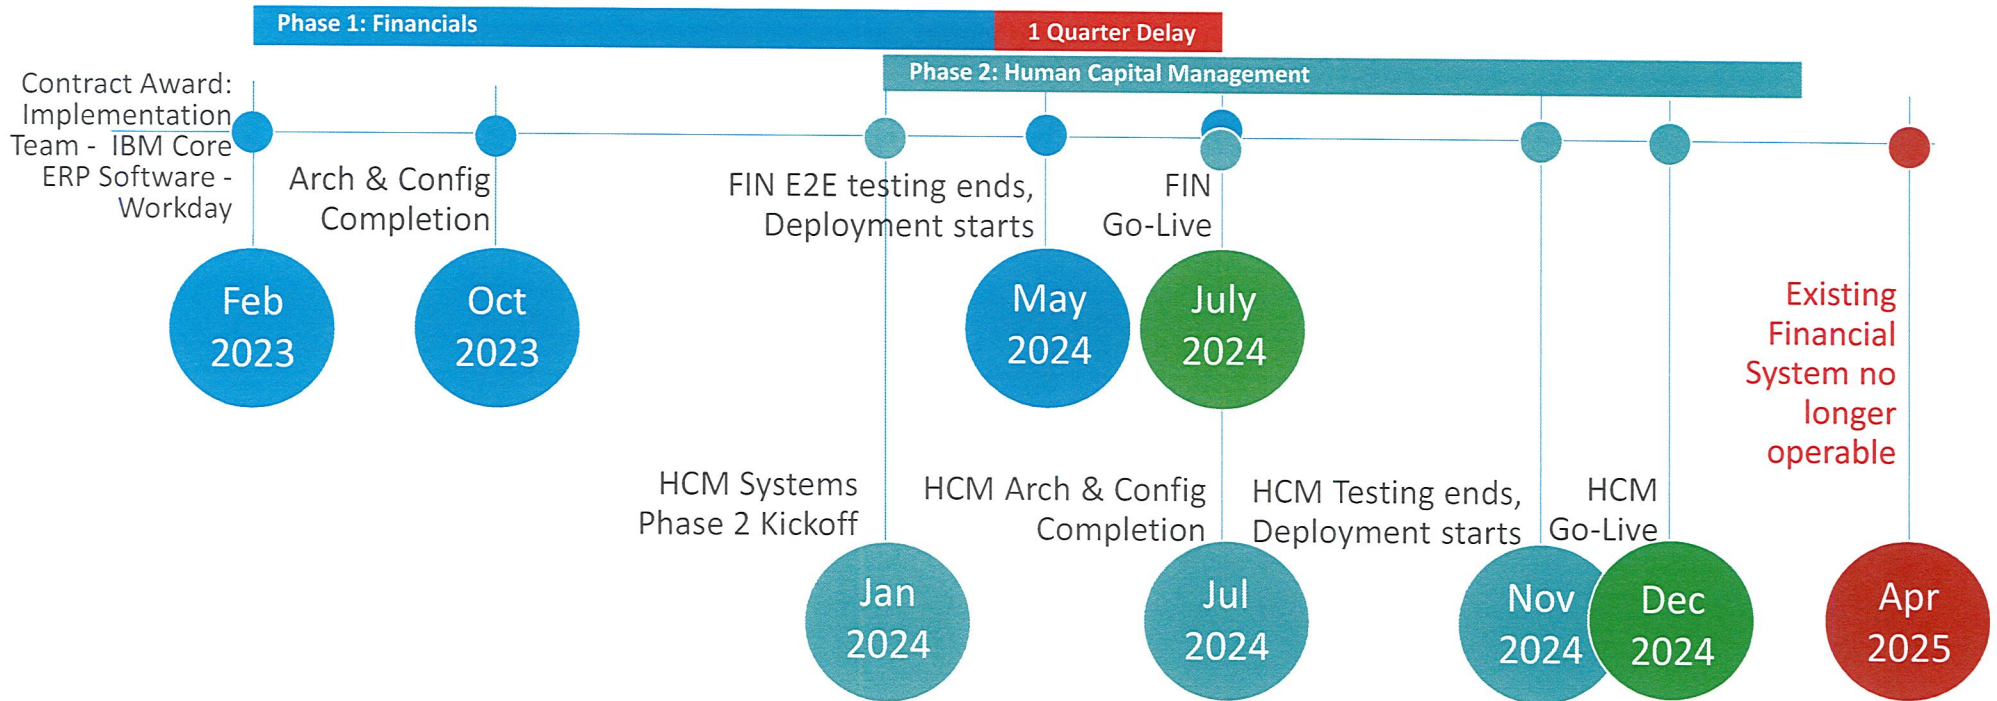 Phase 1: Financials
1 Quarter Delay
Phase 2: Human Capital Management
Contract Award:
Implementation
Team -  IBM Core
ERP Software -
Workday
Arch & Config
Completion
FIN E2E testing ends,
Deployment starts
FIN
Go-Live
Feb
2023
Oct
2023
May
2024
July
2024
Existing
Financial
System no
longer
operable
HCM Systems
Phase 2 Kickoff
HCM Arch & Config
Completion
HCM Testing ends,
Deployment starts
HCM
Go-Live
Jan
2024
Jul
2024
Nov
2024
Dec
2024
Apr
2025